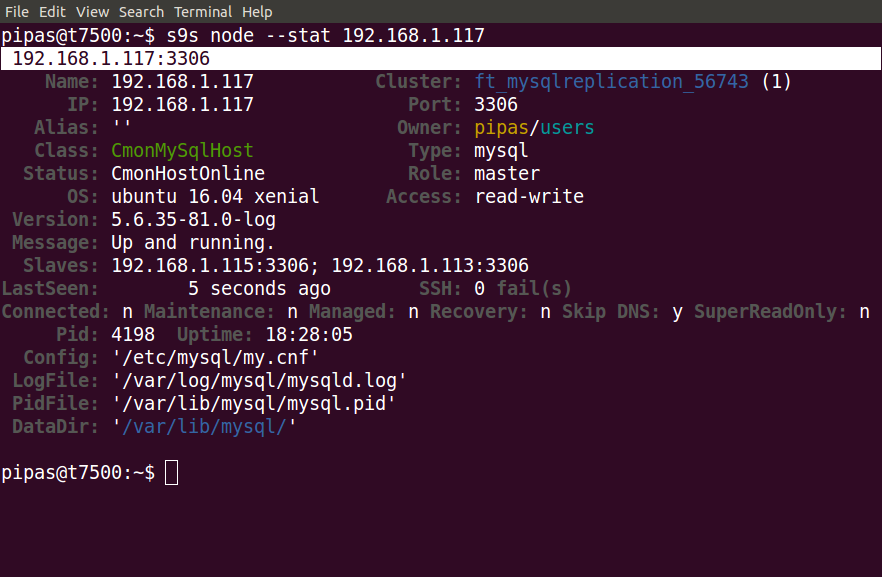 File Edit View Search Terminal Help
pipas@t7500:~$ s9s node --stat 192.168.1.117
192.168.1.117:3306
Name: 192.168.1.117 Cluster: ft_mysqlreplication_56743 (1)
IP: 192.168.1.117 Port: 3306
Alias: '' Owner: pipas/users
Class: CmonMySqlHost Type: mysql
Status: CmonHostOnline Role: master
OS: ubuntu 16.04 xenial Access: read-write
Version: 5.6.35-81.0-log
Message: Up and running.
Slaves: 192.168.1.115:3306; 192.168.1.113:3306
LastSeen: 5 seconds ago SSH: 0 fail(s)
Connected: n Maintenance: n Managed: n Recovery: n Skip DNS: y SuperReadOnly: n
Pid: 4198 Uptime: 18:28:05
Config: '/etc/mysql/my.cnf'
LogFile: '/var/log/mysql/mysqld.log'
PidFile: '/var/lib/mysql/mysql.pid'
DataDir: '/var/lib/mysql/'
pipas@t7500:~$